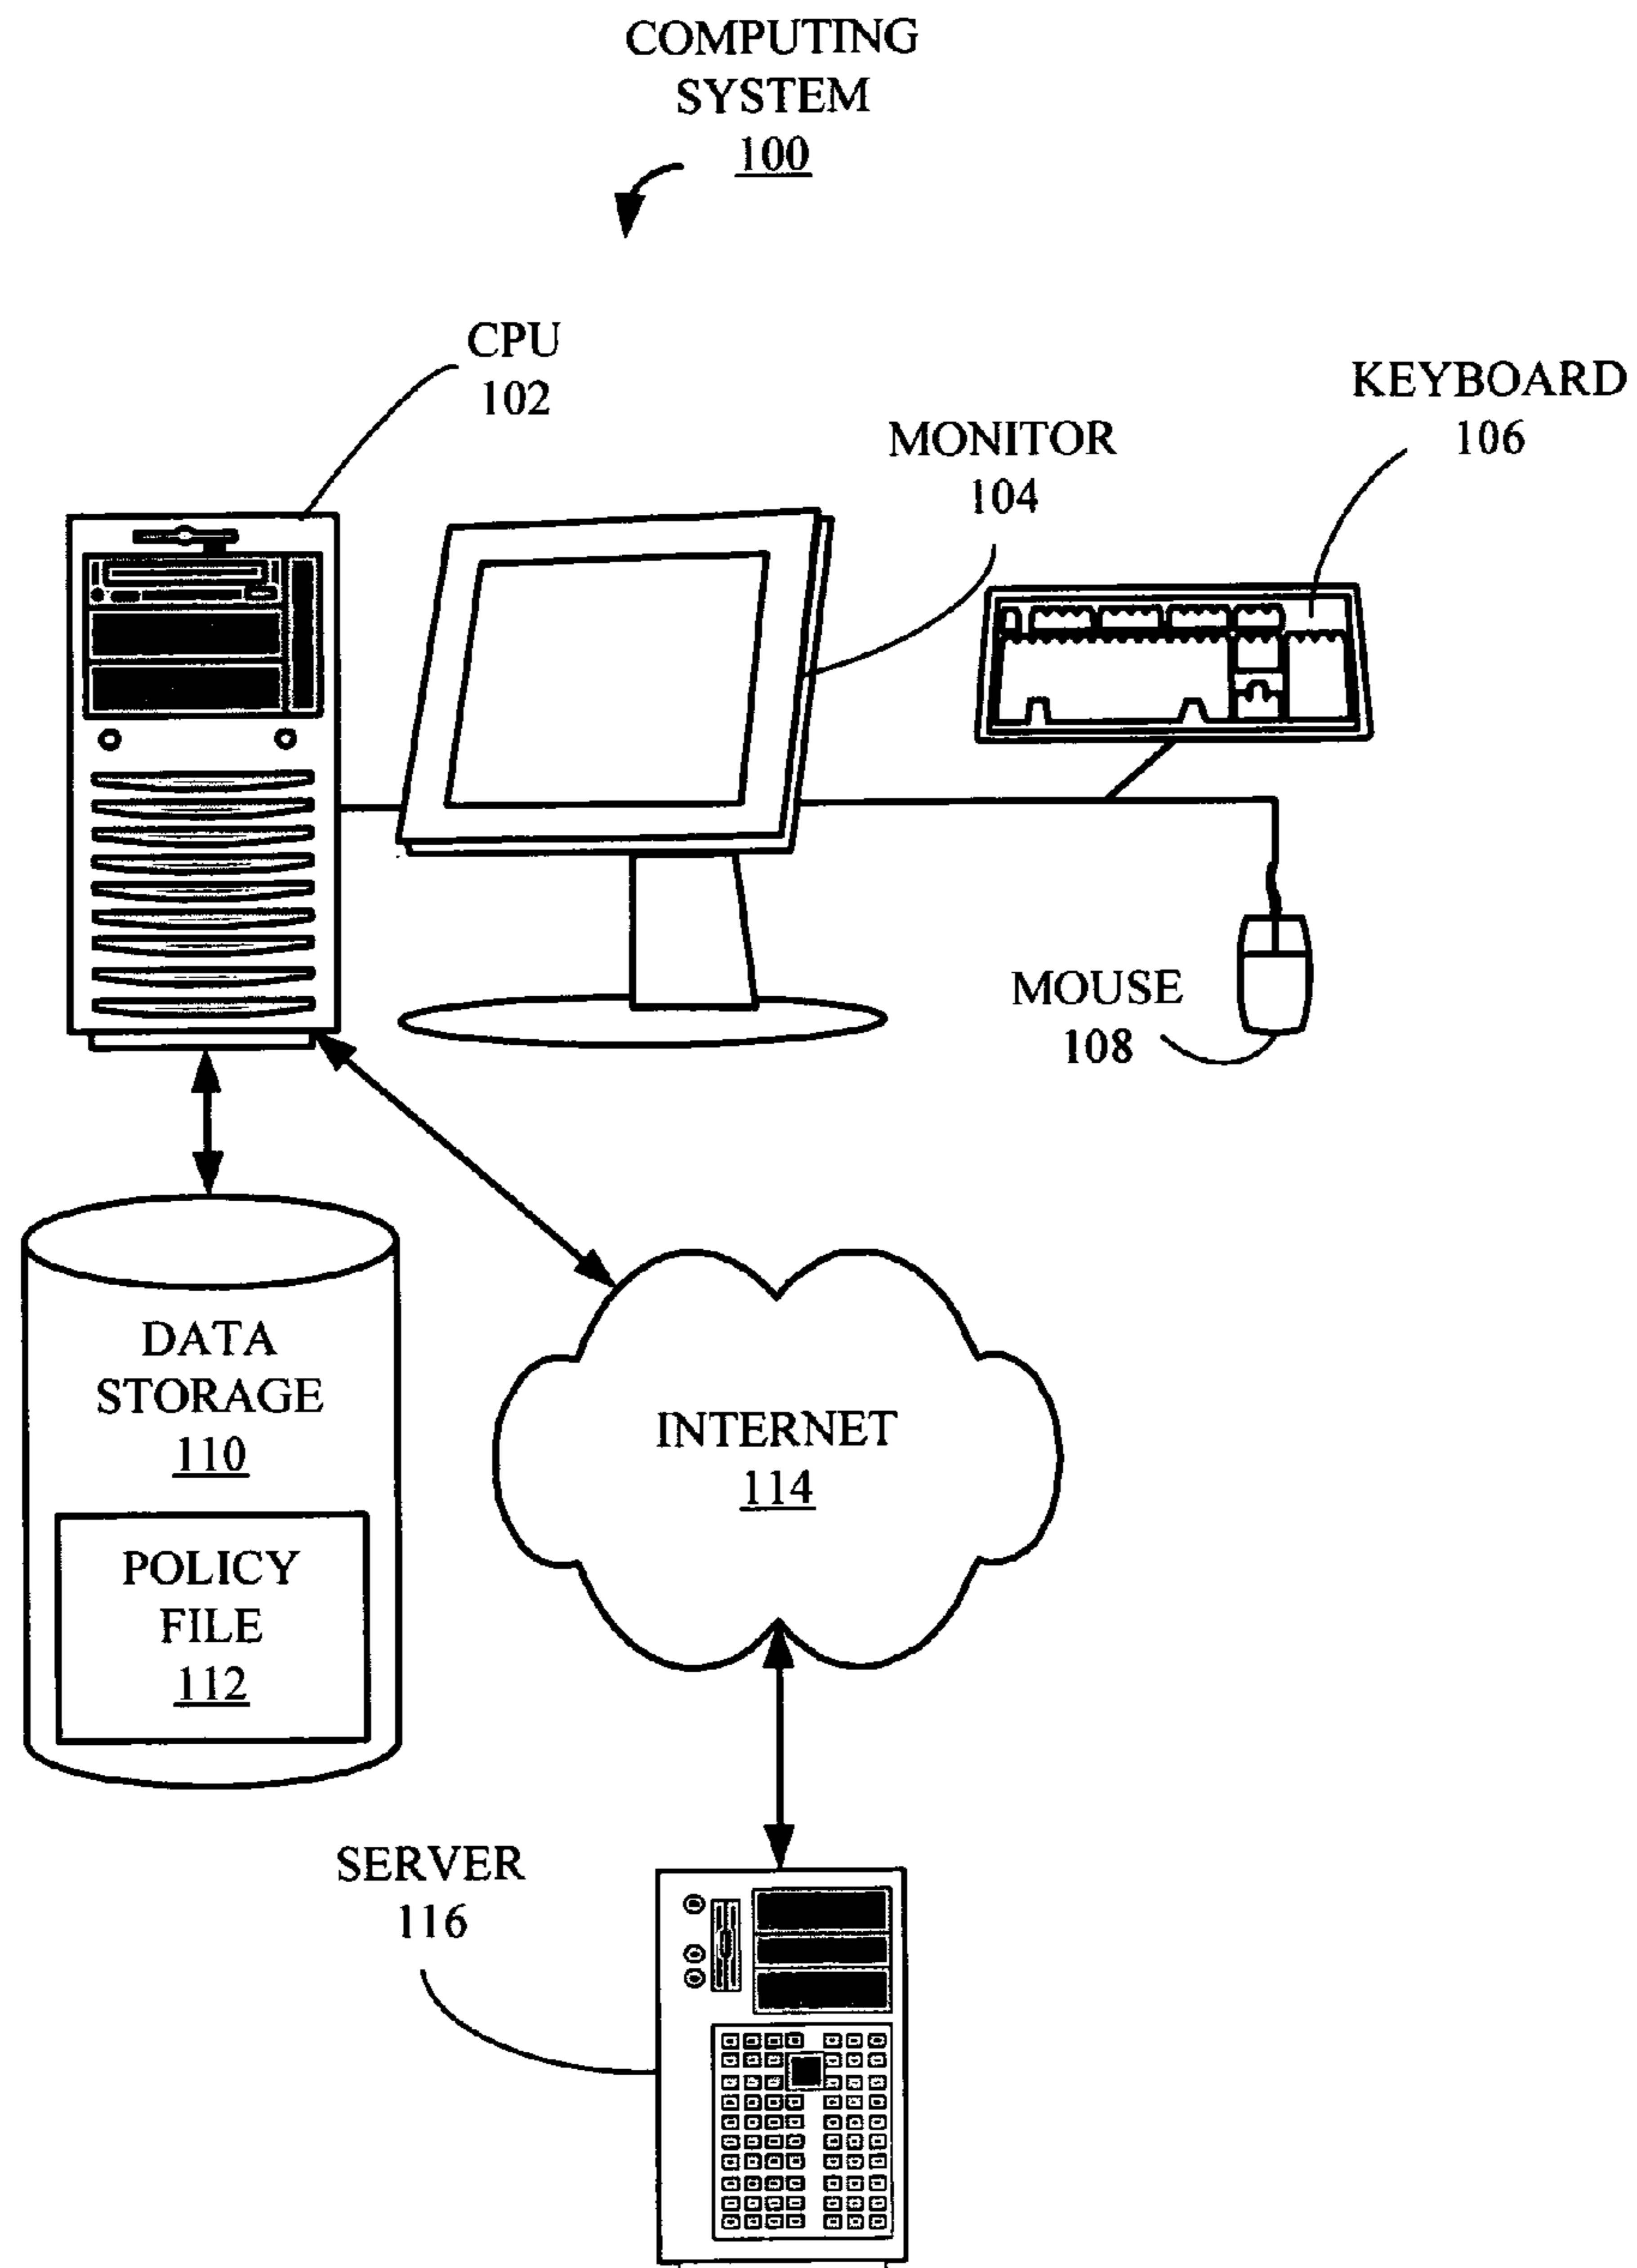 COMPUTING
SYSTEM
100
CPU
102
KEYBOARD
106
MONITOR
104
MOUSE
108
DATA
STORAGE
110
POLICY
FILE
112
INTERNET
114
SERVER
116